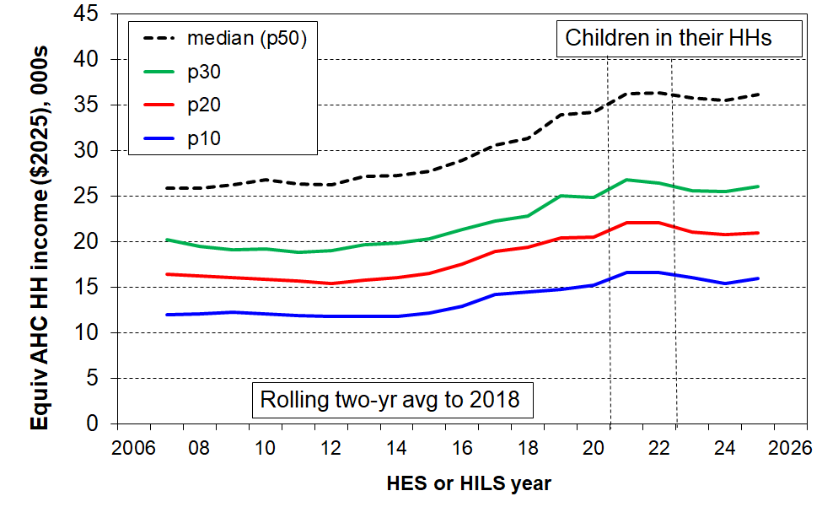 45
40
35
30
25
20
15
10
5
0
Equiv AHC HH income ($2025), 000s
median (p50)
p30
p20
p10
Children in their HHs
Rolling two-yr avg to 2018
2006 08 10 12 14 16 18 20 22 24 2026
HES or HILS year